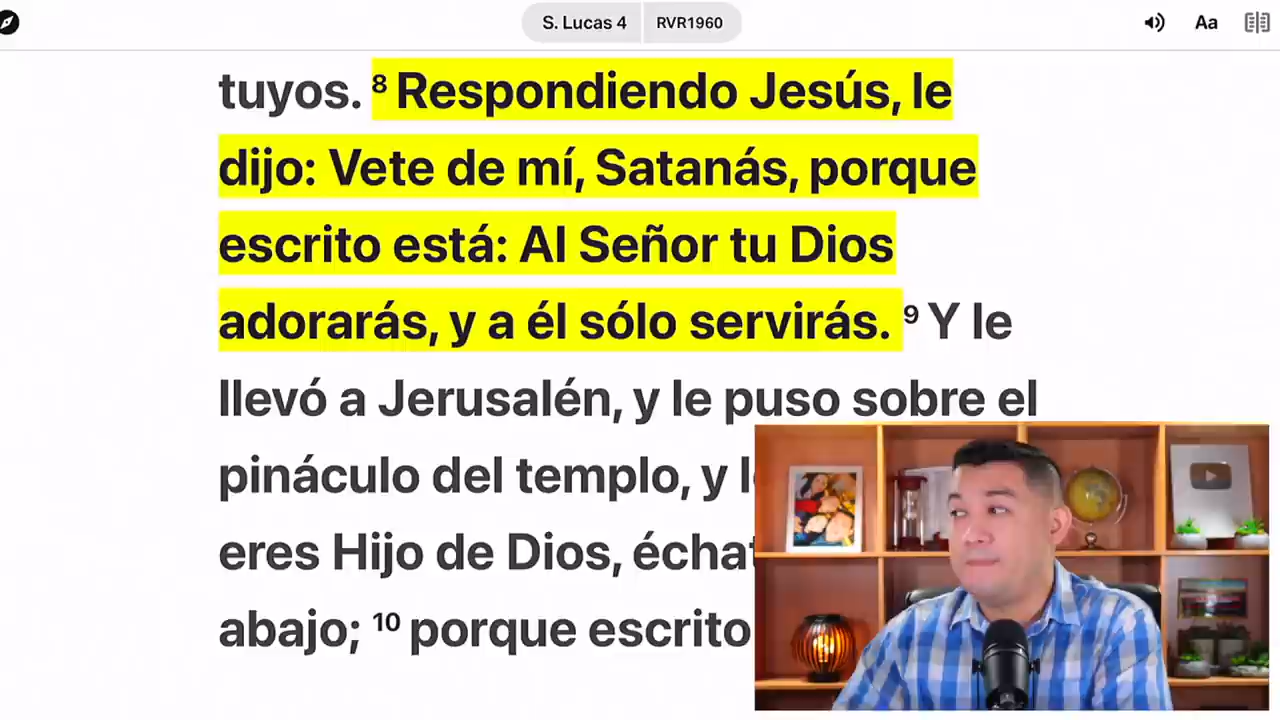 S. Lucas 4 RVR1960 Aa
tuyos. 8 Respondiendo Jesús, le
dijo: Vete de mí, Satanás, porque
escrito está: Al Señor tu Dios
adorarás, y a él sólo servirás. 9 Y le
llevó a Jerusalén, y le puso sobre el
pináculo del templo, y
eres Hijo de Dios,
abajo; 10 porque escrito